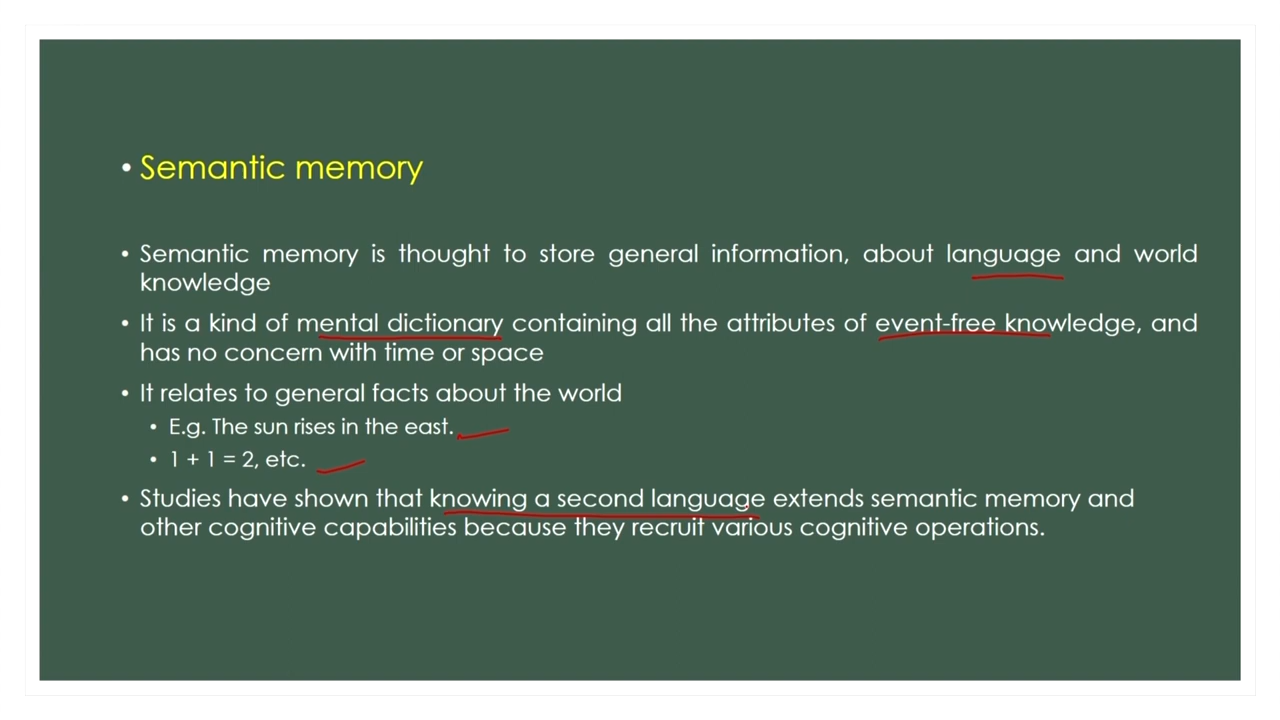 • Semantic memory
• Semantic memory is thought to store general information, about language and world
knowledge
• It is a kind of mental dictionary containing all the attributes of event-free knowledge, and
has no concern with time or space
• It relates to general facts about the world
• E.g. The sun rises in the east.
• 1 + 1 = 2, etc.
• Studies have shown that knowing a second language extends semantic memory and
other cognitive capabilities because they recruit various cognitive operations.